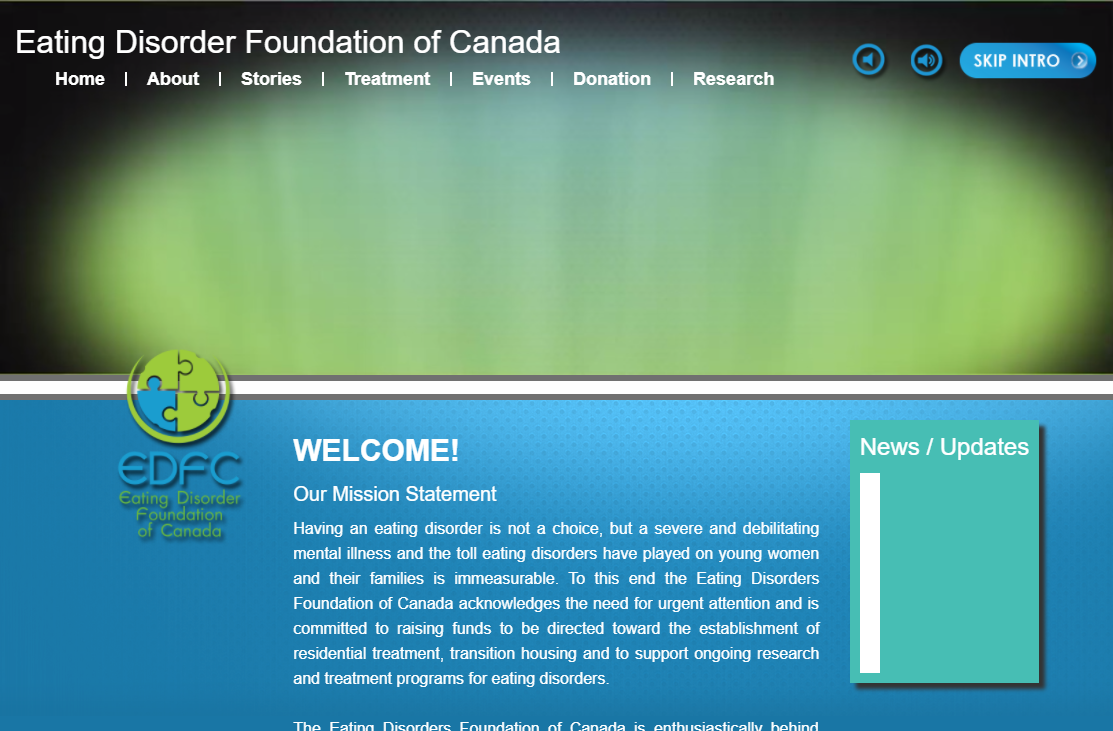 Eating Disorder Foundation of Canada
Home | About | Stories | Treatment | Events | Donation | Research
SKIP INTRO
EDFC
Eating Disorder
Foundation
of Canada
WELCOME!
Our Mission Statement
Having an eating disorder is not a choice, but a severe and debilitating
mental illness and the toll eating disorders have played on young women
and their families is immeasurable. To this end the Eating Disorders
Foundation of Canada acknowledges the need for urgent attention and is
committed to raising funds to be directed toward the establishment of
residential treatment, transition housing and to support ongoing research
and treatment programs for eating disorders.
The Eating Disorders Foundation of Canada is enthusiastically behind
News / Updates